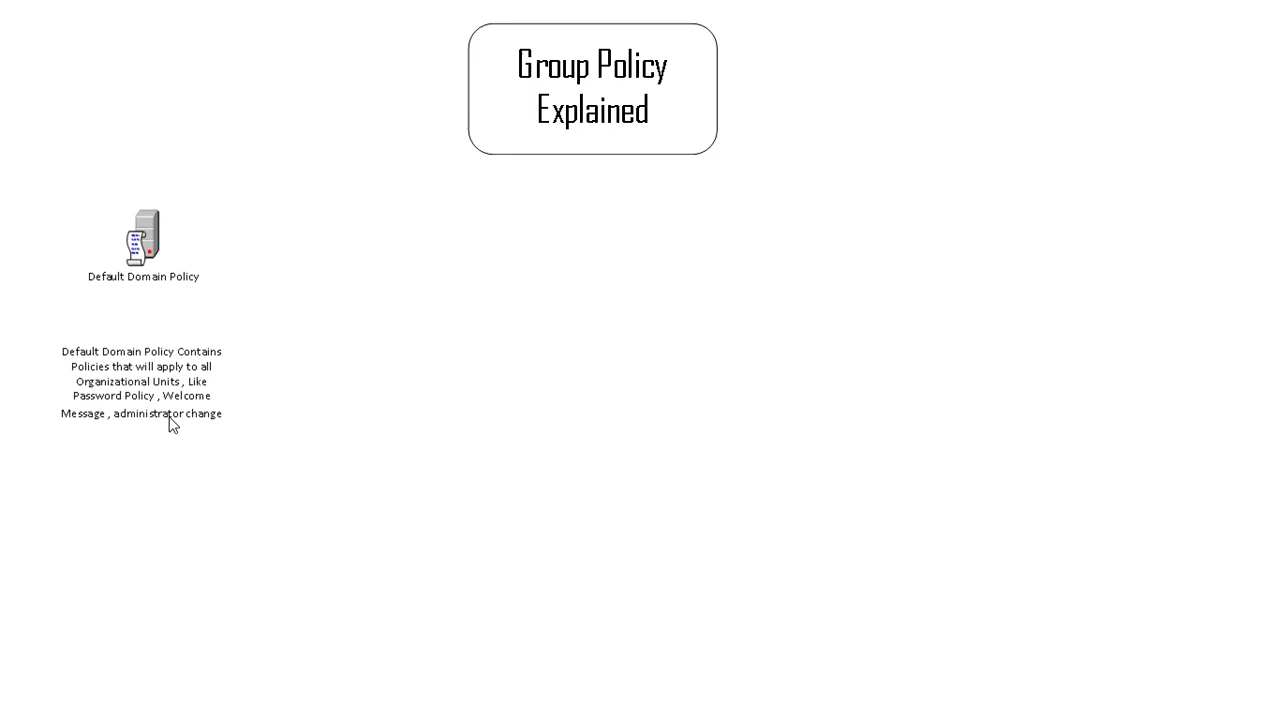 Group Policy
Explained
Default Domain Policy
Default Domain Policy Contains
Policies that will apply to all
Organizational Units , Like
Password Policy , Welcome
Message , administrator change